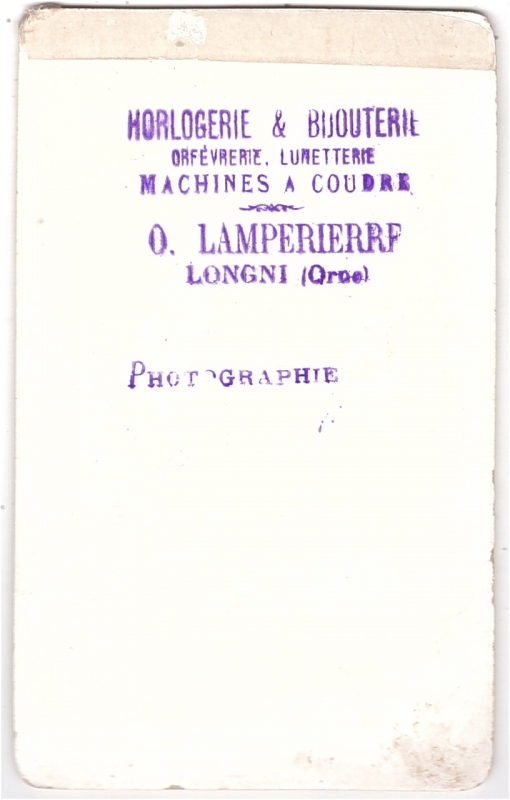 HORLOGERIE & BIJOUTERIE
ORFÉVRERIE, LUNETTERIE
MACHINES A COUDRE
O. LAMPERIERRE
LONGNI (Orne)
PHOTOGRAPHIE